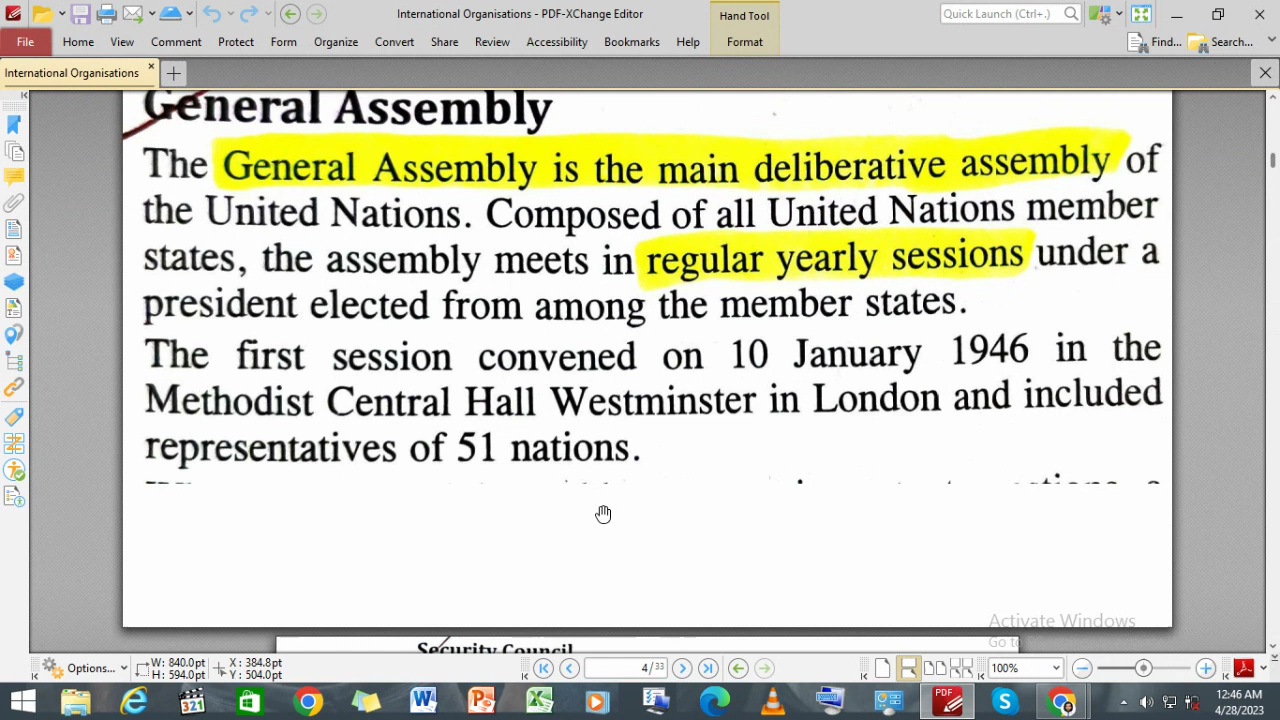 International Organisations - PDF-XChange Editor
Hand Tool
Quick Launch (Ctrl+.)
File Home View Comment Protect Form Organize Convert Share Review Accessibility Bookmarks Help Format
Find... Search...
International Organisations
General Assembly
The General Assembly is the main deliberative assembly of
the United Nations. Composed of all United Nations member
states, the assembly meets in regular yearly sessions under a
president elected from among the member states.
The first session convened on 10 January 1946 in the
Methodist Central Hall Westminster in London and included
representatives of 51 nations.
Activate Windows
Go to
Security Council
Options... W: 840.0pt X: 384.8pt 4 / 33 100%
H: 594.0pt Y: 504.0pt
321 W P X PDF S 12:46 AM
4/28/2023